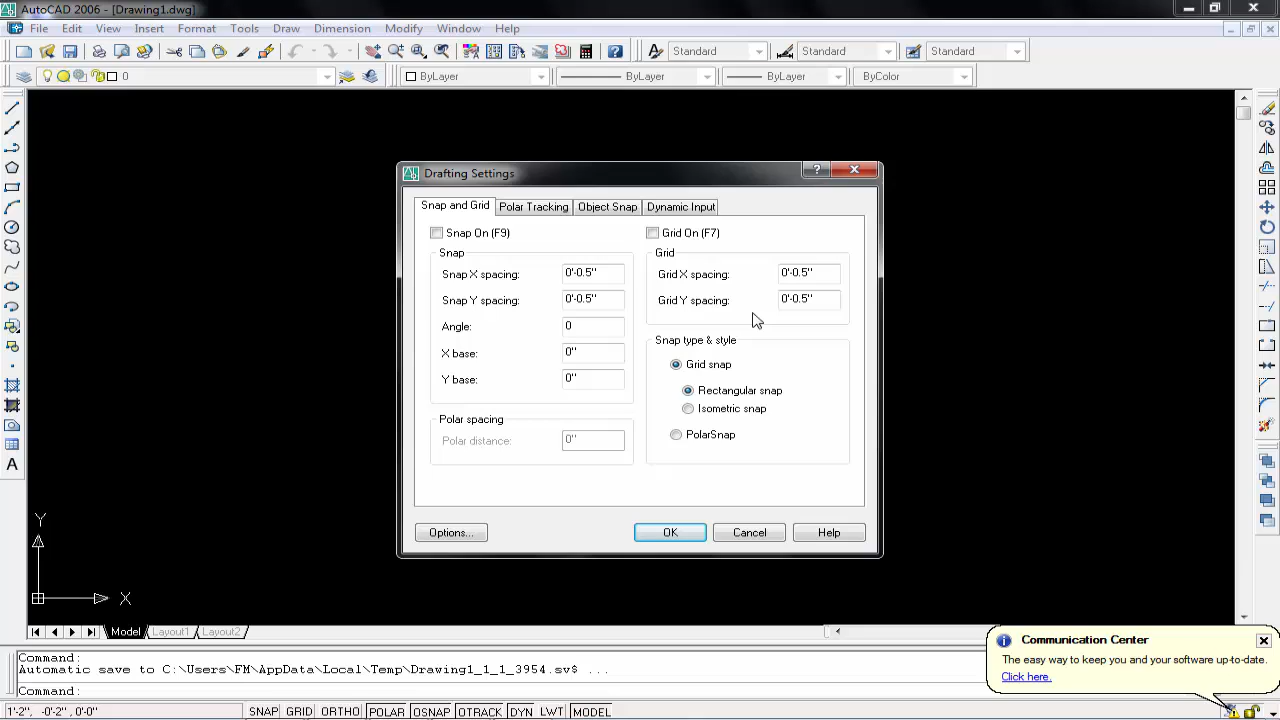 AutoCAD 2006 - [Drawing1.dwg]
File Edit View Insert Format Tools Draw Dimension Modify Window Help
Standard Standard Standard
0 ByLayer ByLayer ByLayer ByColor
Drafting Settings
Snap and Grid Polar Tracking Object Snap Dynamic Input
Snap On (F9)
Snap
Snap X spacing: 0'-0.5"
Snap Y spacing: 0'-0.5"
Angle: 0
X base: 0"
Y base: 0"
Polar spacing
Polar distance: 0"
Grid On (F7)
Grid
Grid X spacing: 0'-0.5"
Grid Y spacing: 0'-0.5"
Snap type & style
Grid snap
Rectangular snap
Isometric snap
PolarSnap
Options... OK Cancel Help
A
Y
X
Model Layout1 Layout2
Command:
Automatic save to C:\Users\FM\AppData\Local\Temp\Drawing1_1_1_3954.sv$ ...
Command:
Communication Center
The easy way to keep you and your software up-to-date.
Click here.
1'-2", -0'-2", 0'-0" SNAP GRID ORTHO POLAR OSNAP OTRACK DYN LWT MODEL